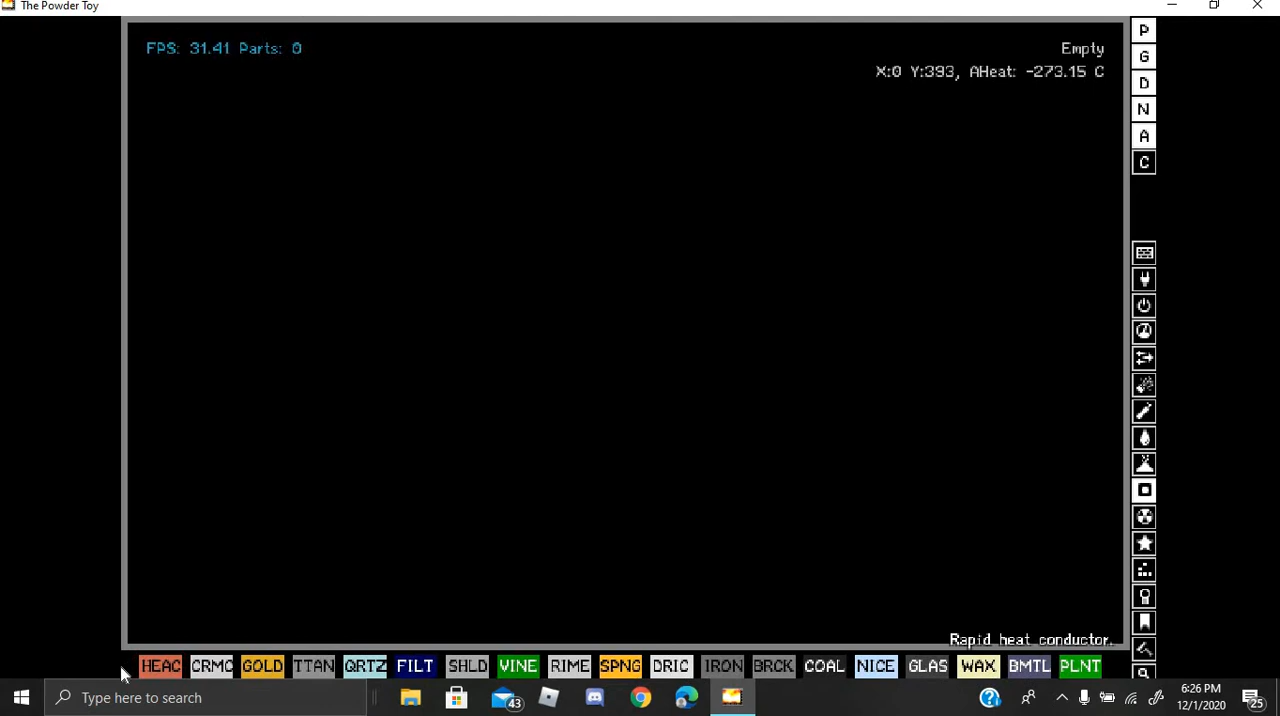 The Powder Toy
FPS: 31.41 Parts: 0
Empty
X:0 Y:393, AHeat: -273.15 C
P
G
D
N
A
C
Rapid heat conductor.
HEAC CRMC GOLD TTAN QRTZ FILT SHLD VINE RIME SPNG DRIC IRON BRCK COAL NICE GLAS WAX BMTL PLNT
Type here to search
43
6:26 PM
12/1/2020
25